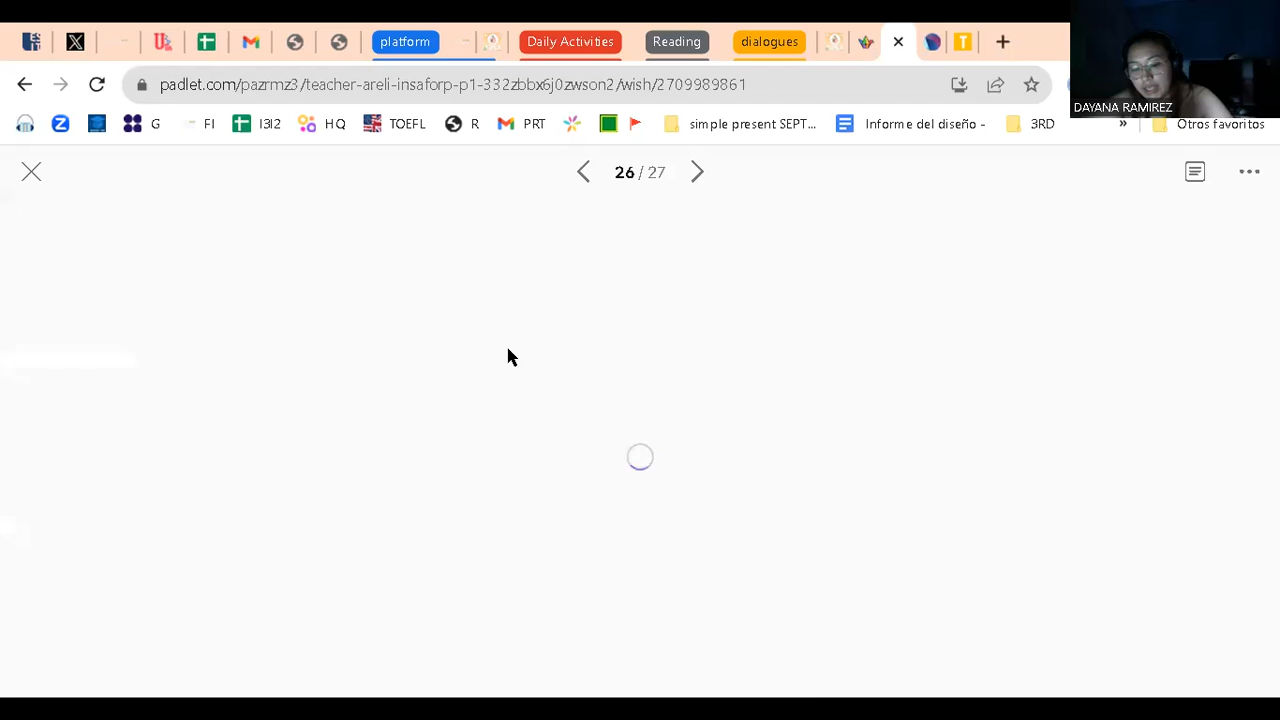 platform Daily Activities Reading dialogues
padlet.com/pazrmz3/teacher-areli-insaforp-p1-332zbbx6j0zwson2/wish/2709989861
DAYANA RAMIREZ
G FI I3I2 HQ TOEFL R PRT simple present SEPT... Informe del diseño - 3RD » Otros favoritos
26 / 27